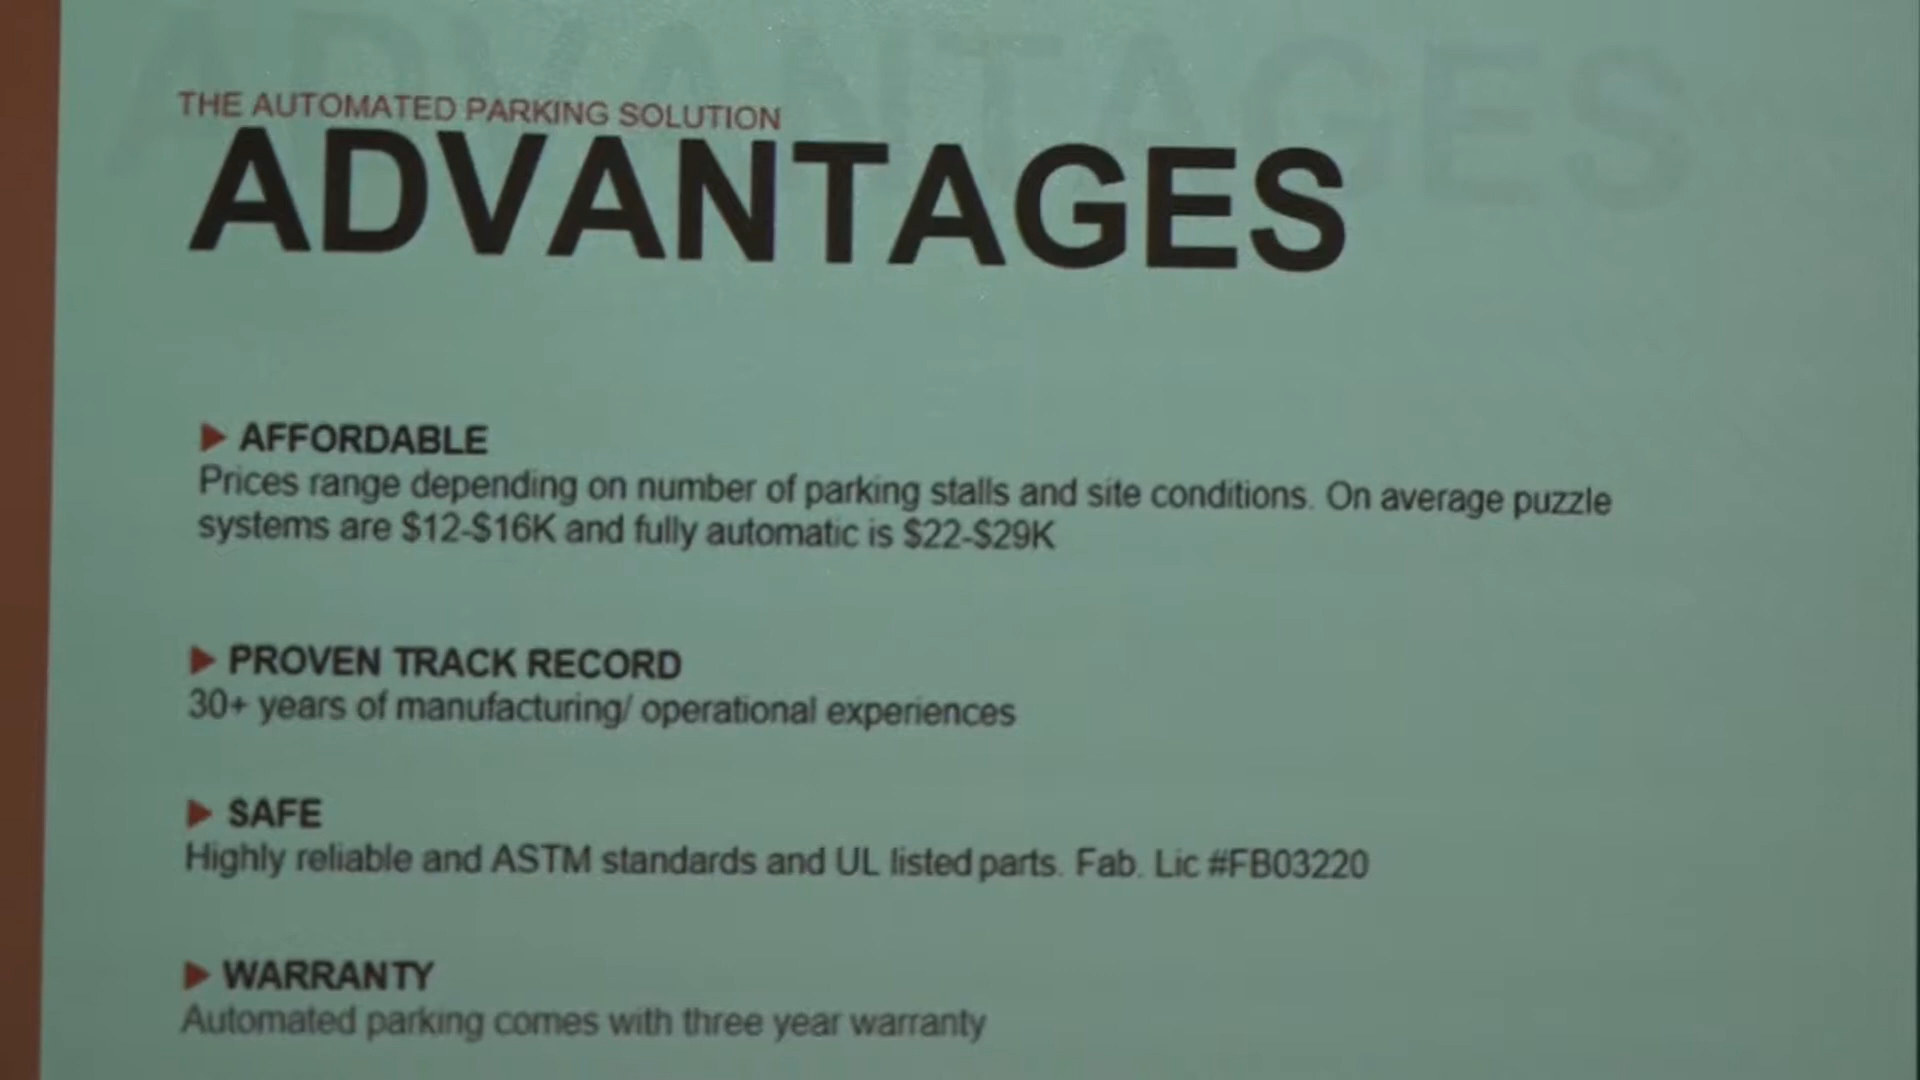 THE AUTOMATED PARKING SOLUTION
ADVANTAGES
ADVANTAGES
AFFORDABLE
Prices range depending on number of parking stalls and site conditions. On average puzzle
systems are $12-$16K and fully automatic is $22-$29K
PROVEN TRACK RECORD
30+ years of manufacturing/ operational experiences
SAFE
Highly reliable and ASTM standards and UL listed parts. Fab. Lic #FB03220
WARRANTY
Automated parking comes with three year warranty